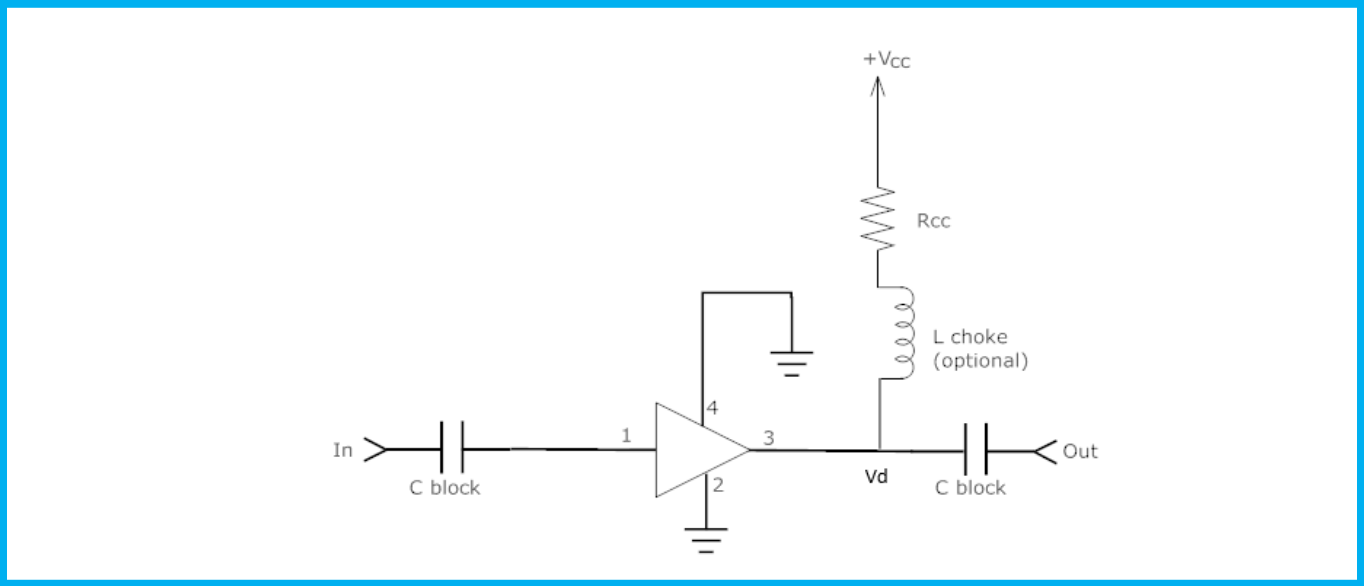 +Vcc
Rcc
L choke
(optional)
4
1
3
In
Out
C block
2
Vd
C block